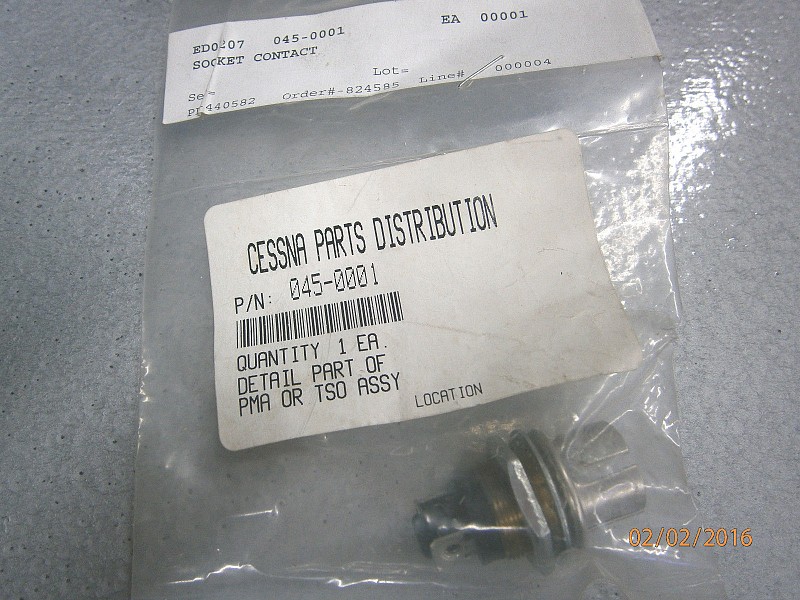 ED0207 045-0001 EA 00001
SOCKET CONTACT
Lot=
Order#-824585 Line# 000004
CESSNA PARTS DISTRIBUTION
P/N: 045-0001
QUANTITY 1 EA.
DETAIL PART OF
PMA OR TSO ASSY
LOCATION
02/02/2016